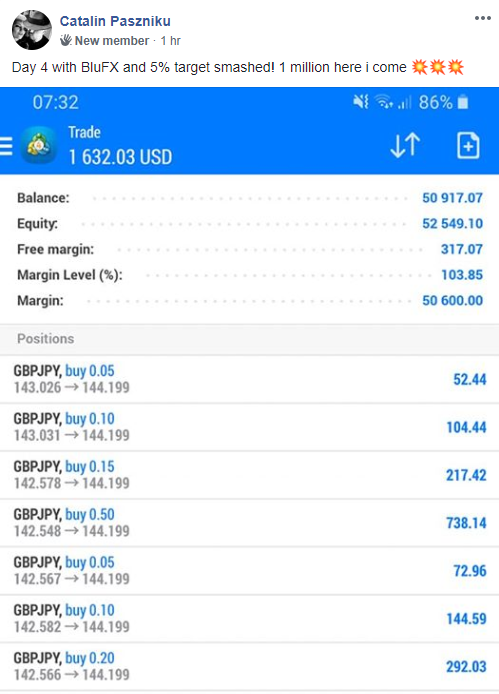 Catalin Paszniku
New member · 1 hr
Day 4 with BluFX and 5% target smashed! 1 million here i come 💥💥💥
07:32 86%
Trade
1 632.03 USD
Balance: 50 917.07
Equity: 52 549.10
Free margin: 317.07
Margin Level (%): 103.85
Margin: 50 600.00
Positions
GBPJPY, buy 0.05
143.026 → 144.199 52.44
GBPJPY, buy 0.10
143.031 → 144.199 104.44
GBPJPY, buy 0.15
142.578 → 144.199 217.42
GBPJPY, buy 0.50
142.548 → 144.199 738.14
GBPJPY, buy 0.05
142.567 → 144.199 72.96
GBPJPY, buy 0.10
142.582 → 144.199 144.59
GBPJPY, buy 0.20
142.566 → 144.199 292.03